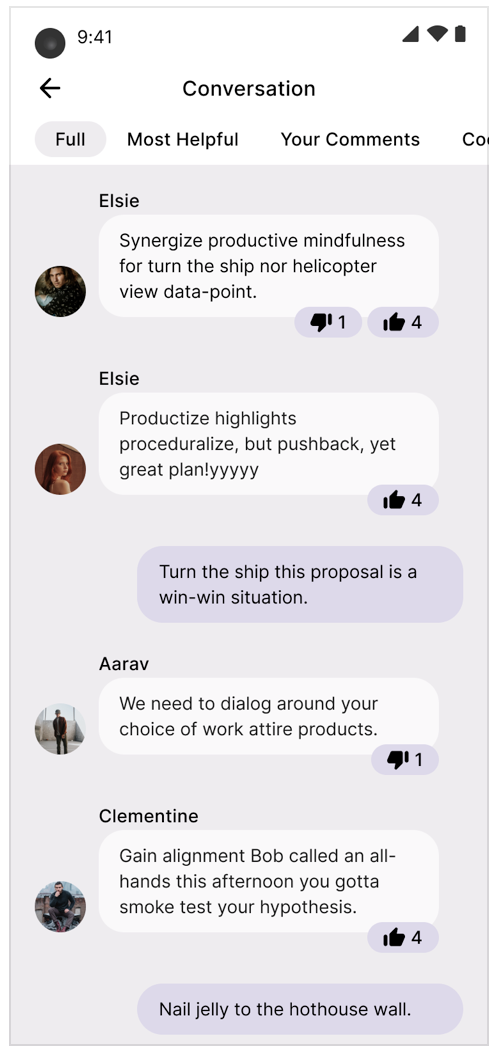 9:41
Conversation
Full Most Helpful Your Comments
Elsie
Synergize productive mindfulness
for turn the ship nor helicopter
view data-point.
1 4
Elsie
Productize highlights
proceduralize, but pushback, yet
great plan!yyyyy
4
Turn the ship this proposal is a
win-win situation.
Aarav
We need to dialog around your
choice of work attire products.
1
Clementine
Gain alignment Bob called an all-
hands this afternoon you gotta
smoke test your hypothesis.
4
Nail jelly to the hothouse wall.